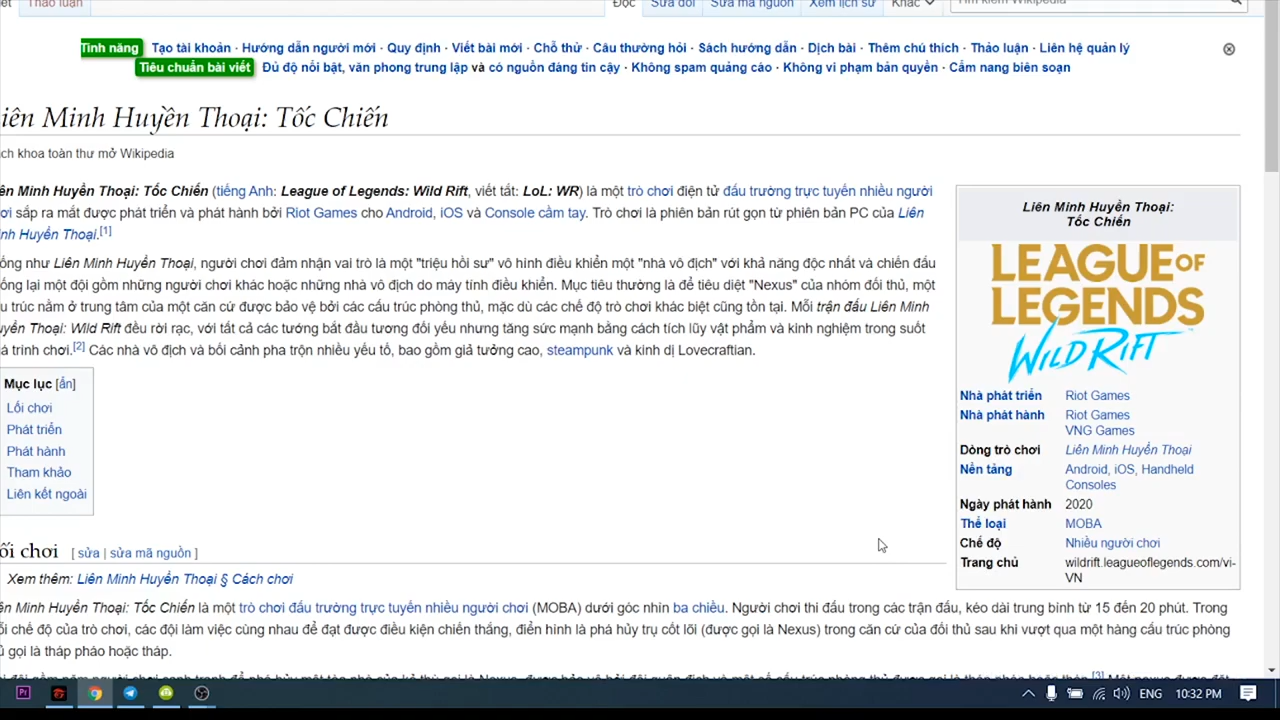 Thảo luận Đọc Sửa đổi Sửa mã nguồn Xem lịch sử Khác Tìm kiếm Wikipedia
Tính năng Tạo tài khoản · Hướng dẫn người mới · Quy định · Viết bài mới · Chỗ thử · Câu thường hỏi · Sách hướng dẫn · Dịch bài · Thêm chú thích · Thảo luận · Liên hệ quản lý
Tiêu chuẩn bài viết Đủ độ nổi bật, văn phong trung lập và có nguồn đáng tin cậy · Không spam quảng cáo · Không vi phạm bản quyền · Cẩm nang biên soạn
iên Minh Huyền Thoại: Tốc Chiến
ch khoa toàn thư mở Wikipedia
ên Minh Huyền Thoại: Tốc Chiến (tiếng Anh: League of Legends: Wild Rift, viết tắt: LoL: WR) là một trò chơi điện tử đấu trường trực tuyến nhiều người
ơi sắp ra mắt được phát triển và phát hành bởi Riot Games cho Android, iOS và Console cầm tay. Trò chơi là phiên bản rút gọn từ phiên bản PC của Liên
nh Huyền Thoại.[1]
ống như Liên Minh Huyền Thoại, người chơi đảm nhận vai trò là một "triệu hồi sư" vô hình điều khiển một "nhà vô địch" với khả năng độc nhất và chiến đấu
ống lại một đội gồm những người chơi khác hoặc những nhà vô địch do máy tính điều khiển. Mục tiêu thường là để tiêu diệt "Nexus" của nhóm đối thủ, một
u trúc nằm ở trung tâm của một căn cứ được bảo vệ bởi các cấu trúc phòng thủ, mặc dù các chế độ trò chơi khác biệt cũng tồn tại. Mỗi trận đấu Liên Minh
uyền Thoại: Wild Rift đều rời rạc, với tất cả các tướng bắt đầu tương đối yếu nhưng tăng sức mạnh bằng cách tích lũy vật phẩm và kinh nghiệm trong suốt
á trình chơi.[2] Các nhà vô địch và bối cảnh pha trộn nhiều yếu tố, bao gồm giả tưởng cao, steampunk và kinh dị Lovecraftian.
Mục lục [ẩn]
Lối chơi
Phát triển
Phát hành
Tham khảo
Liên kết ngoài
Liên Minh Huyền Thoại:
Tốc Chiến
LEAGUE OF
LEGENDS
WILD RIFT
Nhà phát triển Riot Games
Nhà phát hành Riot Games
VNG Games
Dòng trò chơi Liên Minh Huyền Thoại
Nền tảng Android, iOS, Handheld
Consoles
Ngày phát hành 2020
Thể loại MOBA
Chế độ Nhiều người chơi
Trang chủ wildrift.leagueoflegends.com/vi-
VN
ối chơi [ sửa | sửa mã nguồn ]
Xem thêm: Liên Minh Huyền Thoại § Cách chơi
ên Minh Huyền Thoại: Tốc Chiến là một trò chơi đấu trường trực tuyến nhiều người chơi (MOBA) dưới góc nhìn ba chiều. Người chơi thi đấu trong các trận đấu, kéo dài trung bình từ 15 đến 20 phút. Trong
ỗi chế độ của trò chơi, các đội làm việc cùng nhau để đạt được điều kiện chiến thắng, điển hình là phá hủy trụ cốt lõi (được gọi là Nexus) trong căn cứ của đối thủ sau khi vượt qua một hàng cấu trúc phòng
ủ gọi là tháp pháo hoặc tháp.
Pr ENG 10:32 PM